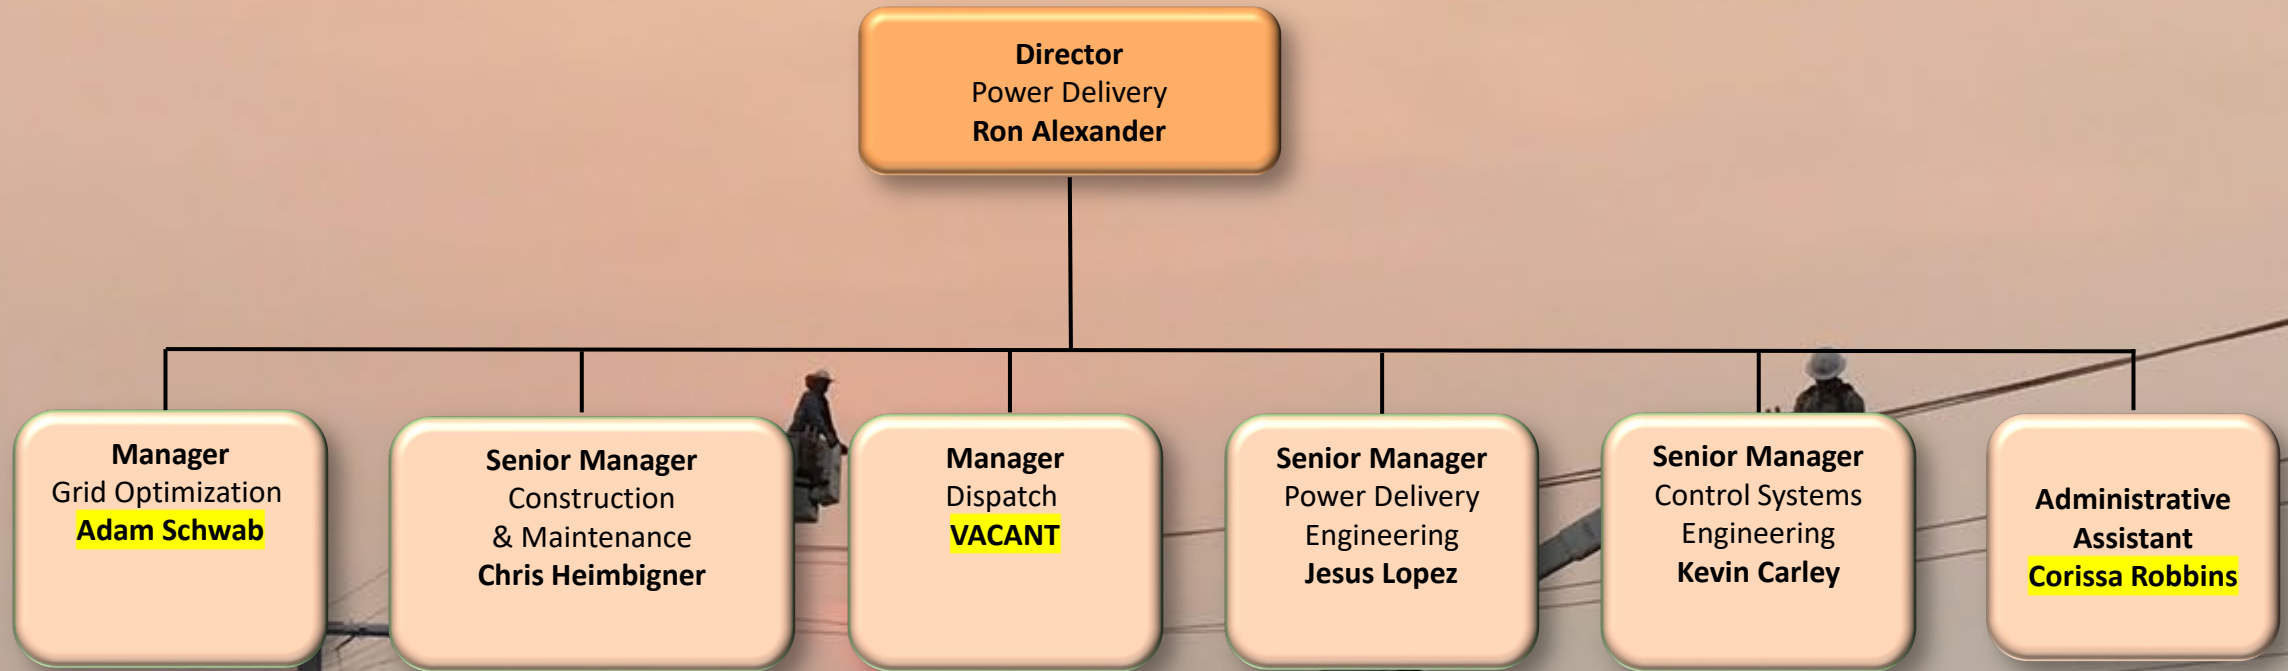 Director
Power Delivery
Ron Alexander
Manager
Grid Optimization
Adam Schwab
Senior Manager
Construction
& Maintenance
Chris Heimbigner
Manager
Dispatch
VACANT
Senior Manager
Power Delivery
Engineering
Jesus Lopez
Senior Manager
Control Systems
Engineering
Kevin Carley
Administrative
Assistant
Corissa Robbins